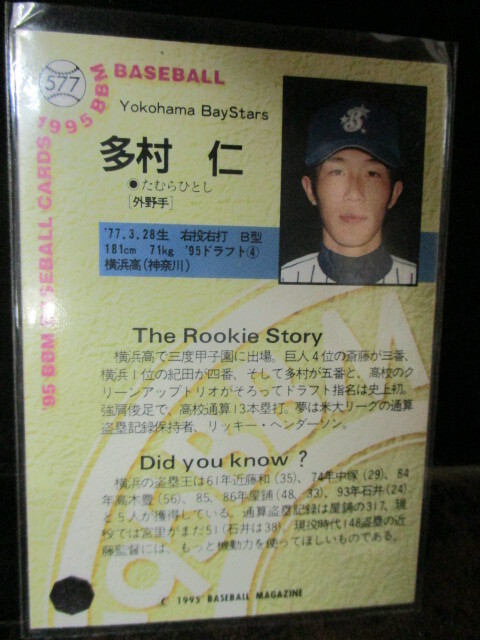 577
1995 BBM BASEBALL
'95 BBM BASEBALL CARDS
Yokohama BayStars
多村 仁
●たむらひとし
[外野手]
'77.3.28生 右投右打 B型
181cm 71kg '95ドラフト④
横浜高(神奈川)
The Rookie Story
横浜高で三度甲子園に出場。巨人4位の斎藤が三番、
横浜1位の紀田が四番、そして多村が五番と、高校のク
リーンアップトリオがそろってドラフト指名は史上初。
強肩俊足で、高校通算13本塁打。夢は米大リーグの通算
盗塁記録保持者、リッキー・ヘンダーソン。
Did you know ?
横浜の盗塁王は61年近藤和(35)、74年中塚(29)、84
年高木豊(56)、85、86年屋鋪(48、33)、93年石井(24)
と5人が獲得している。通算盗塁記録は屋鋪の317、現
役では宮里がまだ51(石井は38)。現役時代148盗塁の近
藤監督には、もっと機動力を使ってほしいものである。
© 1995 BASEBALL MAGAZINE